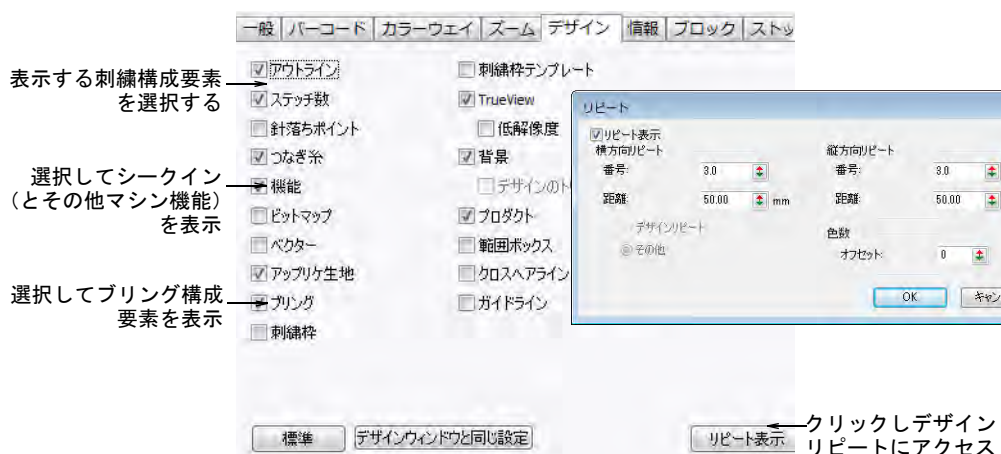 一般 バーコード カラーウェイ ズーム デザイン 情報 ブロック ストッ
表示する刺繍構成要素
を選択する
選択してシークイン
(とその他マシン機能)
を表示
選択してブリング構成
要素を表示
アウトライン
ステッチ数
針落ちポイント
つなぎ糸
機能
ビットマップ
ベクター
アップリケ生地
ブリング
刺繍枠
刺繍枠テンプレート
TrueView
低解像度
背景
デザインのト
プロダクト
範囲ボックス
クロスヘアライン
ガイドライン
リピート
リピート表示
横方向リピート
番号: 3.0
距離: 50.00 mm
デザインリピート
その他
縦方向リピート
番号: 3.0
距離: 50.00
色数
オフセット: 0
OK キャン
標準 デザインウィンドウと同じ設定 リピート表示
クリックしデザイン
リピートにアクセス